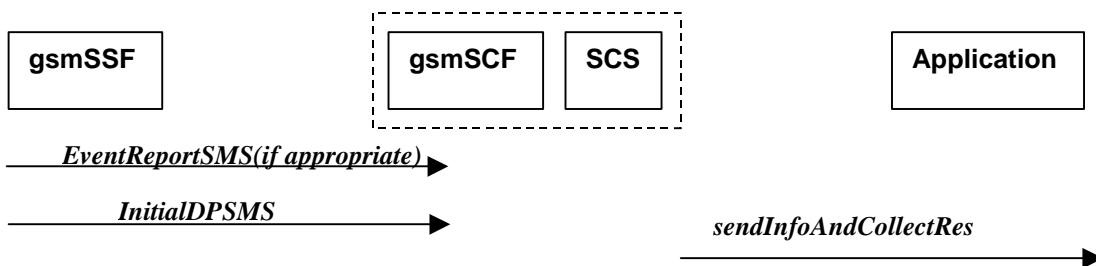 gsmSSF
gsmSCF
SCS
Application
EventReportSMS(if appropriate)
InitialDPSMS
sendInfoAndCollectRes